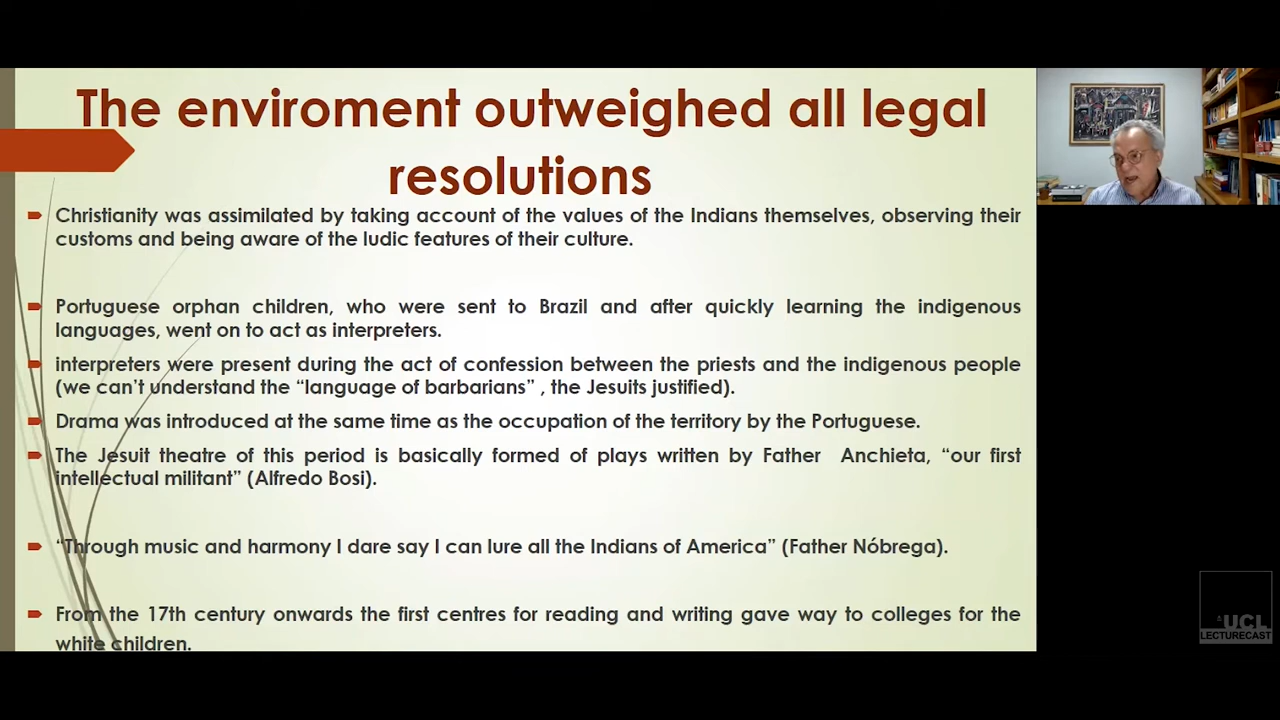 The enviroment outweighed all legal
resolutions
Christianity was assimilated by taking account of the values of the Indians themselves, observing their
customs and being aware of the ludic features of their culture.
Portuguese orphan children, who were sent to Brazil and after quickly learning the indigenous
languages, went on to act as interpreters.
interpreters were present during the act of confession between the priests and the indigenous people
(we can't understand the “language of barbarians” , the Jesuits justified).
Drama was introduced at the same time as the occupation of the territory by the Portuguese.
The Jesuit theatre of this period is basically formed of plays written by Father Anchieta, “our first
intellectual militant” (Alfredo Bosi).
“Through music and harmony I dare say I can lure all the Indians of America” (Father Nóbrega).
From the 17th century onwards the first centres for reading and writing gave way to colleges for the
white children.
UCL
LECTURECAST